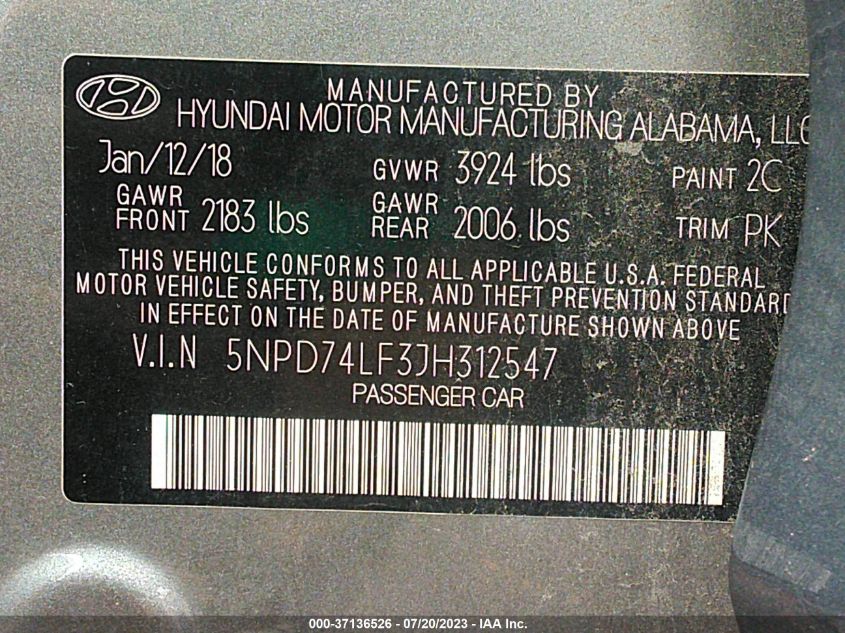 MANUFACTURED BY
HYUNDAI MOTOR MANUFACTURING ALABAMA, LLC
Jan/12/18 GVWR 3924 lbs PAINT 2C
GAWR FRONT 2183 lbs GAWR REAR 2006 lbs TRIM PK
THIS VEHICLE CONFORMS TO ALL APPLICABLE U.S.A. FEDERAL
MOTOR VEHICLE SAFETY, BUMPER, AND THEFT PREVENTION STANDARD
IN EFFECT ON THE DATE OF MANUFACTURE SHOWN ABOVE
V.I.N 5NPD74LF3JH312547
PASSENGER CAR
000-37136526 - 07/20/2023 - IAA Inc.